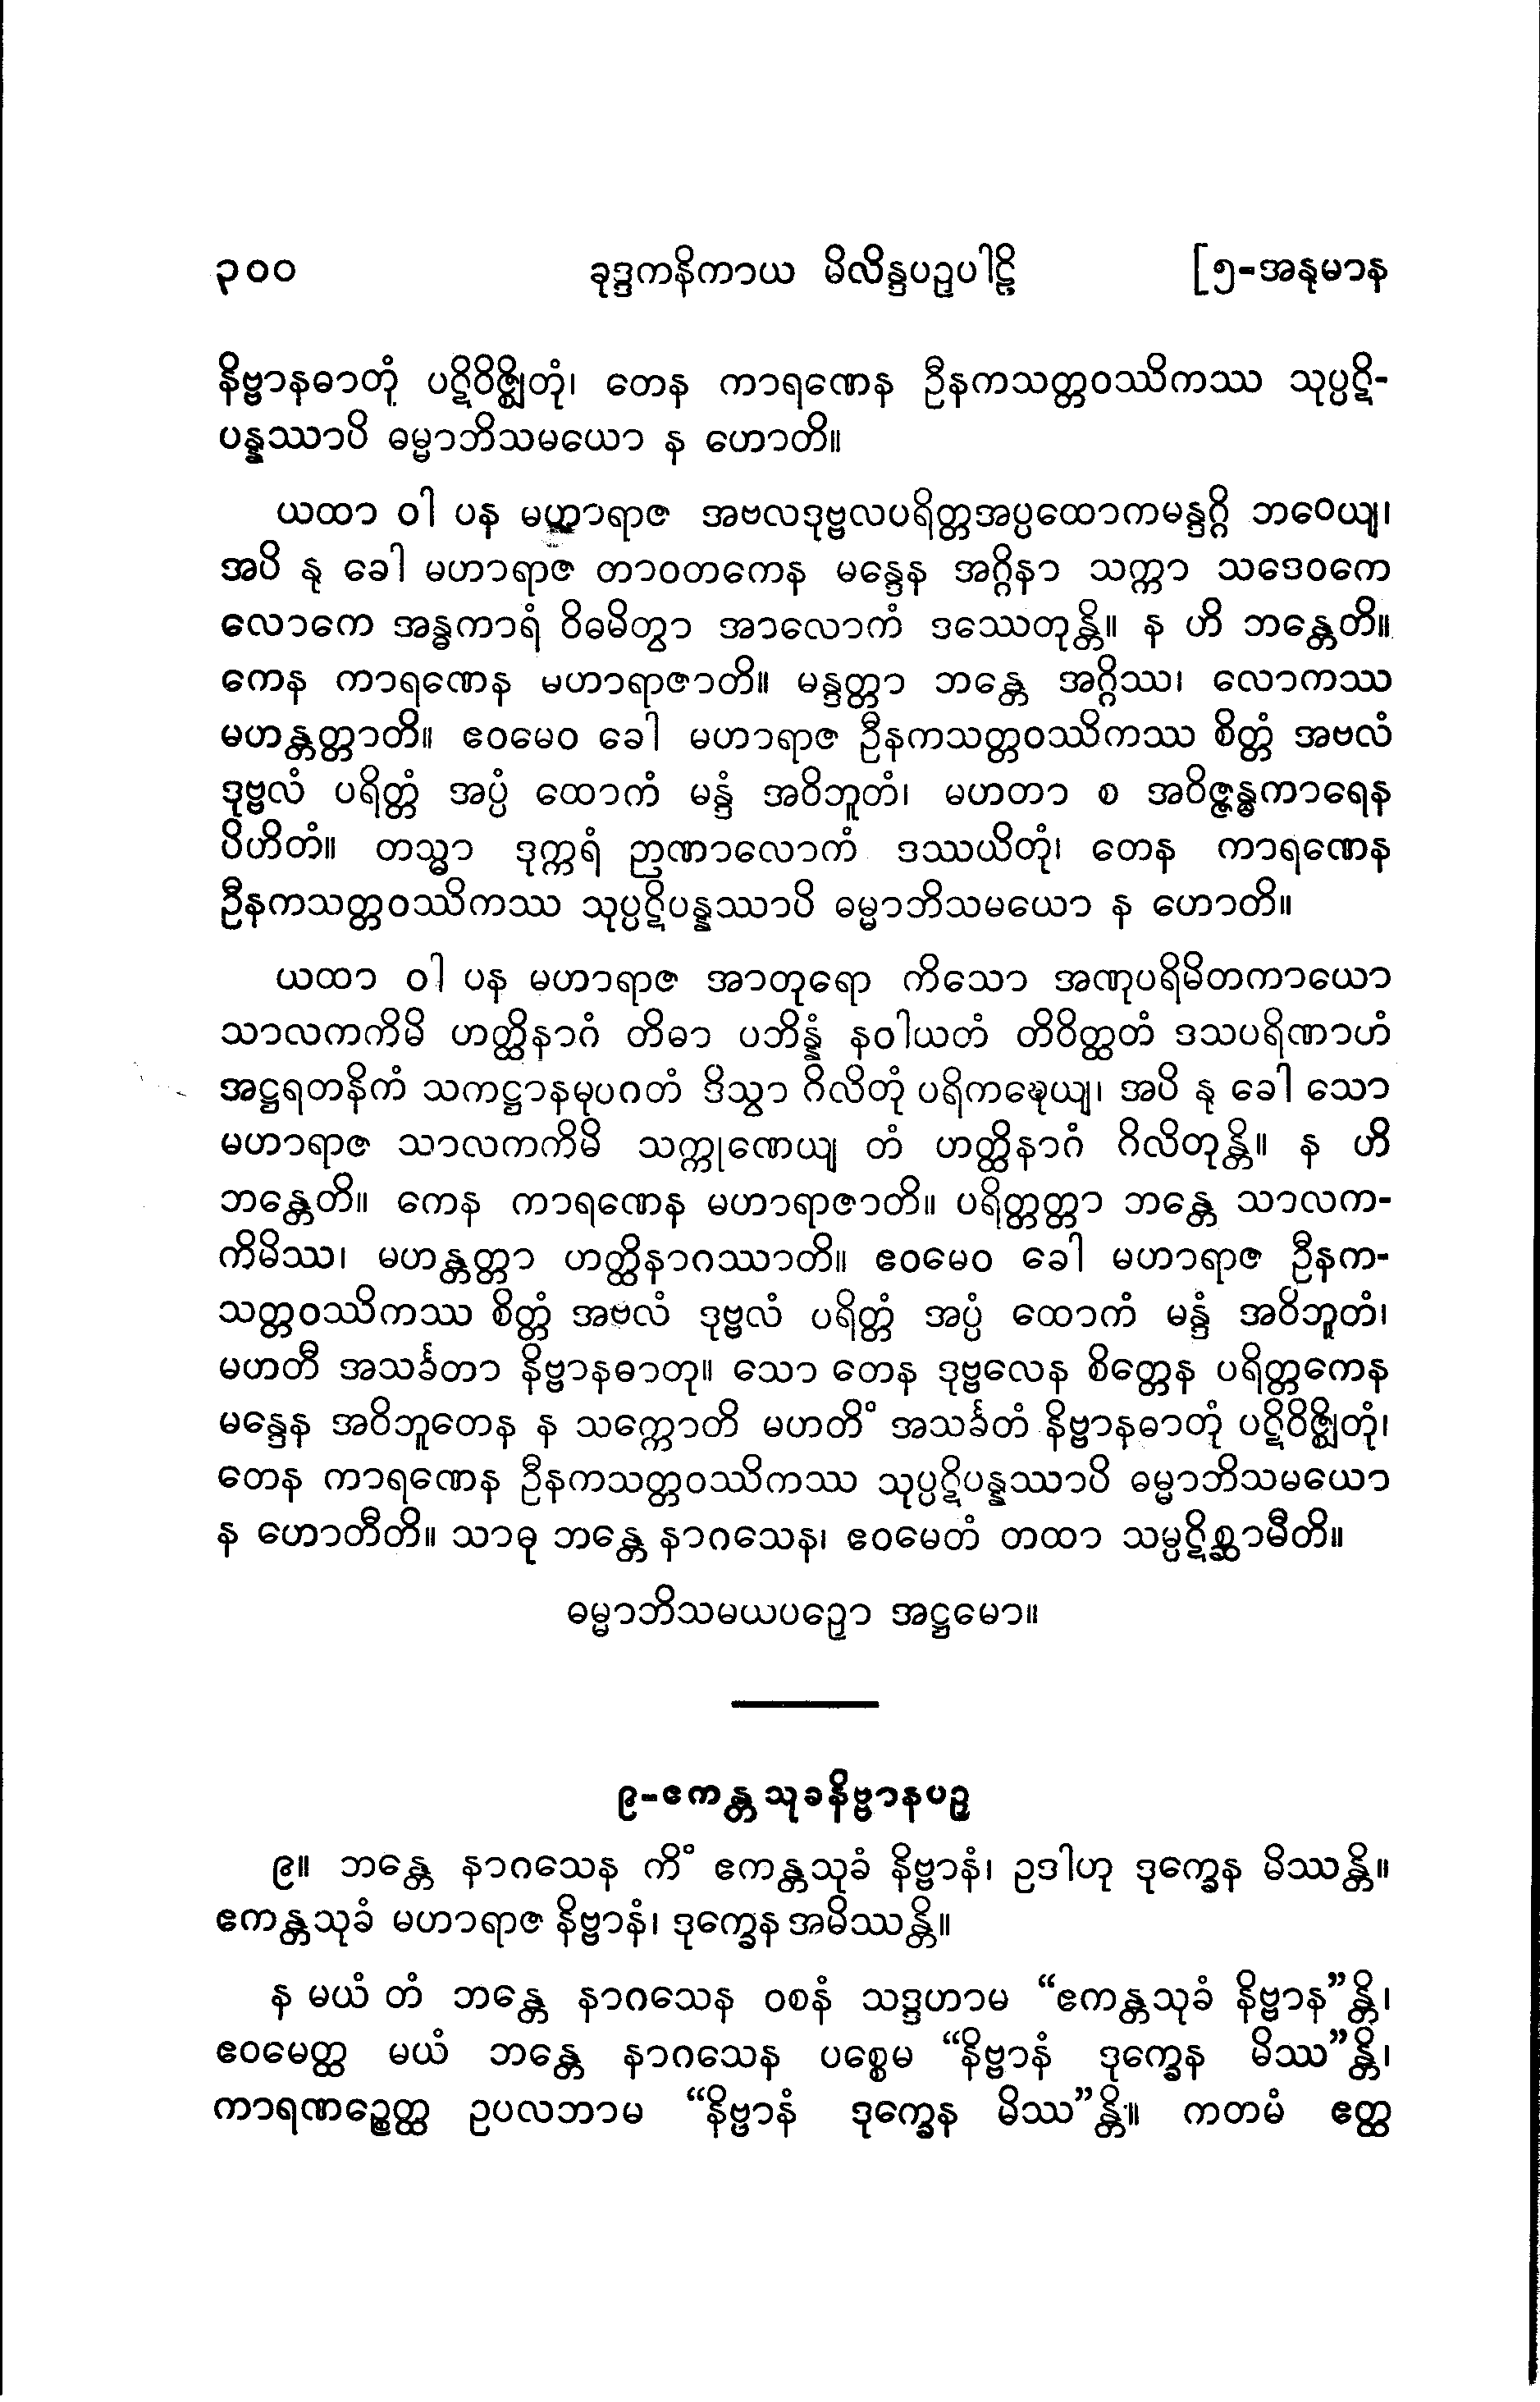 ၃၀၀ ခုဒ္ဒကနိကာယ မိလိန္ဒပဉှပါဠိ [၅-အနုမာန
နိဗ္ဗာနဓာတုံ ပဋိဝိဇ္ဈိတုံ၊ တေန ကာရဏေန ဦနကသတ္တဝဿိကဿ သုပ္ပဋိ-
ပန္နဿာပိ ဓမ္မာဘိသမယော န ဟောတိ။
ယထာ ဝါ ပန မဟာရာဇ အဗလဒုဗ္ဗလပရိတ္တအပ္ပထောကမန္ဒဂ္ဂိ ဘဝေယျ၊
အပိ နု ခေါ မဟာရာဇ တာဝတကေန မန္ဒေန အဂ္ဂိနာ သက္ကာ သဒေဝကေ
လောကေ အန္ဓကာရံ ဝိဓမိတွာ အာလောကံ ဒဿေတုန္တိ။ န ဟိ ဘန္တေတိ။
ကေန ကာရဏေန မဟာရာဇာတိ။ မန္ဒတ္တာ ဘန္တေ အဂ္ဂိဿ၊ လောကဿ
မဟန္တတ္တာတိ။ ဧဝမေဝ ခေါ မဟာရာဇ ဦနကသတ္တဝဿိကဿ စိတ္တံ အဗလံ
ဒုဗ္ဗလံ ပရိတ္တံ အပ္ပံ ထောကံ မန္ဒံ အဝိဘူတံ၊ မဟတာ စ အဝိဇ္ဇန္ဓကာရေန
ပိဟိတံ။ တသ္မာ ဒုက္ကရံ ဉာဏာလောကံ ဒဿယိတုံ၊ တေန ကာရဏေန
ဦနကသတ္တဝဿိကဿ သုပ္ပဋိပန္နဿာပိ ဓမ္မာဘိသမယော န ဟောတိ။
ယထာ ဝါ ပန မဟာရာဇ အာတုရော ကိသော အဏုပရိမိတကာယော
သာလကကိမိ ဟတ္ထိနာဂံ တိဓာ ပဘိန္နံ နဝါယတံ တိဝိတ္ထတံ ဒသပရိဏာဟံ
အဋ္ဌရတနိကံ သကဋ္ဌာနမုပဂတံ ဒိသွာ ဂိလိတုံ ပရိကဍ္ဎေယျ၊ အပိ နု ခေါ သော
မဟာရာဇ သာလကကိမိ သက္ကုဏေယျ တံ ဟတ္ထိနာဂံ ဂိလိတုန္တိ။ န ဟိ
ဘန္တေတိ။ ကေန ကာရဏေန မဟာရာဇာတိ။ ပရိတ္တတ္တာ ဘန္တေ သာလက-
ကိမိဿ၊ မဟန္တတ္တာ ဟတ္ထိနာဂဿာတိ။ ဧဝမေဝ ခေါ မဟာရာဇ ဦနက-
သတ္တဝဿိကဿ စိတ္တံ အဗလံ ဒုဗ္ဗလံ ပရိတ္တံ အပ္ပံ ထောကံ မန္ဒံ အဝိဘူတံ၊
မဟတီ အသင်္ခတာ နိဗ္ဗာနဓာတု။ သော တေန ဒုဗ္ဗလေန စိတ္တေန ပရိတ္တကေန
မန္ဒေန အဝိဘူတေန န သက္ကောတိ မဟတိံ အသင်္ခတံ နိဗ္ဗာနဓာတုံ ပဋိဝိဇ္ဈိတုံ၊
တေန ကာရဏေန ဦနကသတ္တဝဿိကဿ သုပ္ပဋိပန္နဿာပိ ဓမ္မာဘိသမယော
န ဟောတီတိ။ သာဓု ဘန္တေ နာဂသေန၊ ဧဝမေတံ တထာ သမ္ပဋိစ္ဆာမီတိ။
ဓမ္မာဘိသမယပဉှော အဋ္ဌမော။
၉-ဧကန္တသုခနိဗ္ဗာနပဉှ
၉။ ဘန္တေ နာဂသေန ကိံ ဧကန္တသုခံ နိဗ္ဗာနံ၊ ဥဒါဟု ဒုက္ခေန မိဿန္တိ။
ဧကန္တသုခံ မဟာရာဇ နိဗ္ဗာနံ၊ ဒုက္ခေန အမိဿန္တိ။
န မယံ တံ ဘန္တေ နာဂသေန ဝစနံ သဒ္ဒဟာမ “ဧကန္တသုခံ နိဗ္ဗာန”န္တိ၊
ဧဝမေတ္ထ မယံ ဘန္တေ နာဂသေန ပစ္စေမ “နိဗ္ဗာနံ ဒုက္ခေန မိဿ”န္တိ၊
ကာရဏဉ္စေတ္ထ ဥပလဘာမ “နိဗ္ဗာနံ ဒုက္ခေန မိဿ”န္တိ။ ကတမံ ဧတ္ထ